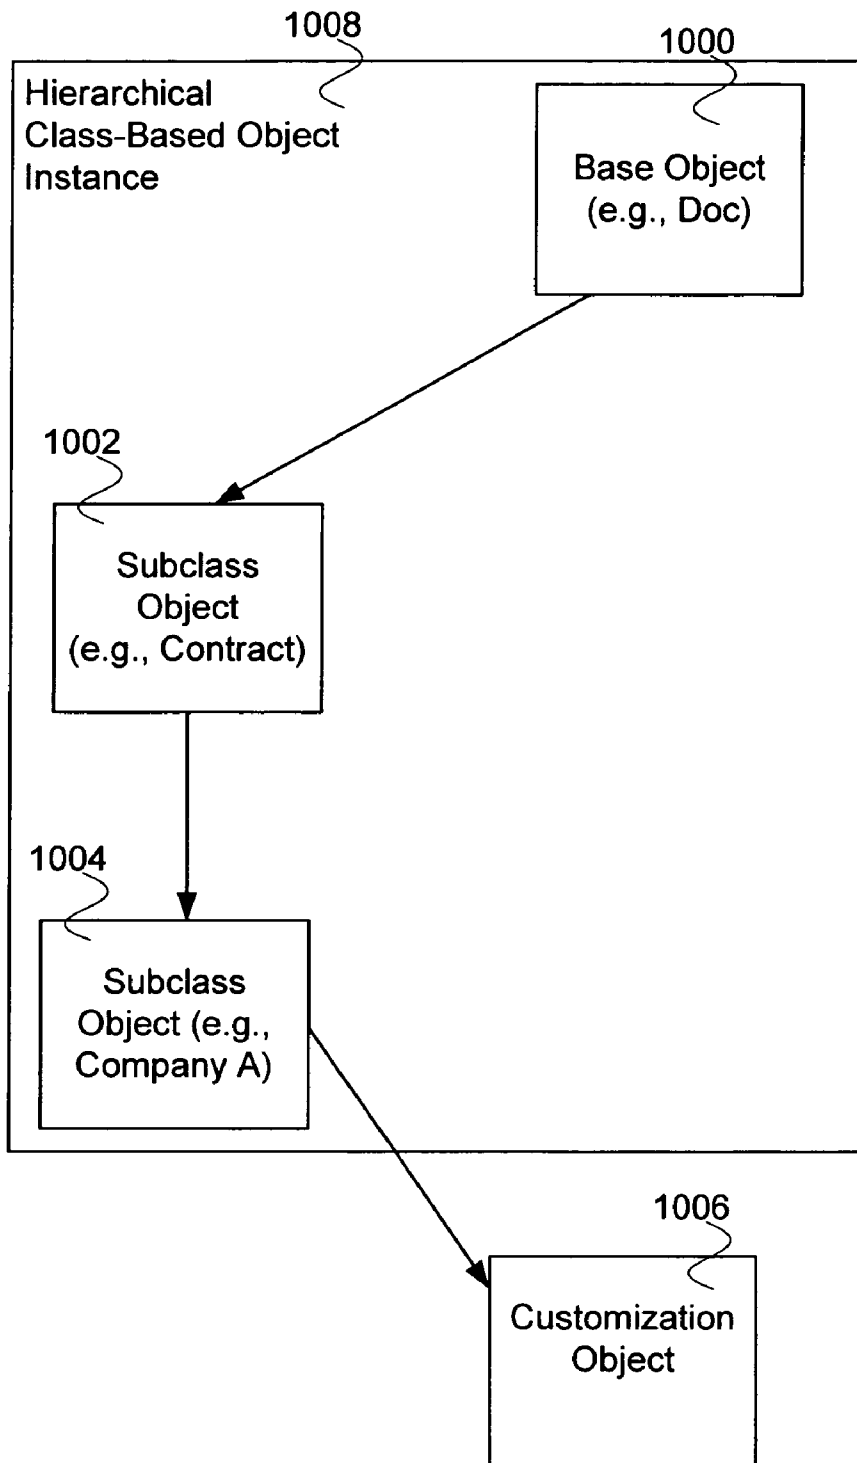 1008
1000
Hierarchical
Class-Based Object
Instance
Base Object
(e.g., Doc)
1002
Subclass
Object
(e.g., Contract)
1004
Subclass
Object (e.g.,
Company A)
1006
Customization
Object